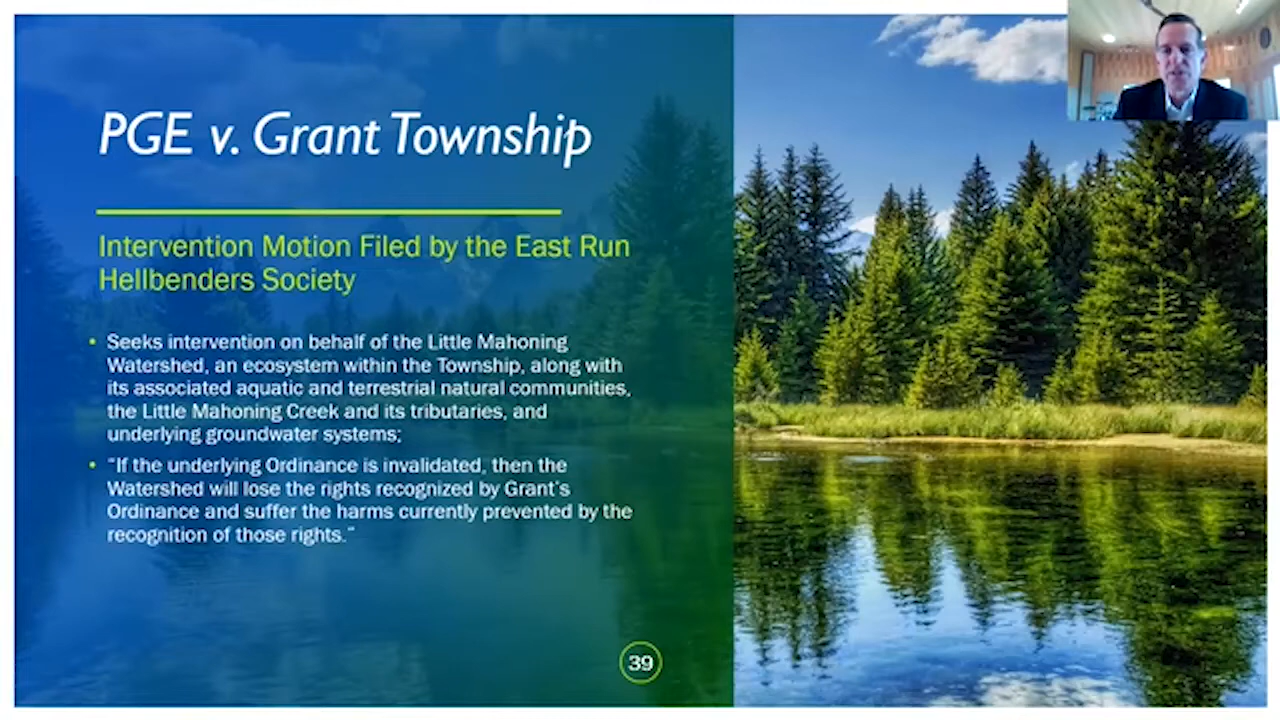 PGE v. Grant Township
Intervention Motion Filed by the East Run
Hellbenders Society
• Seeks intervention on behalf of the Little Mahoning
Watershed, an ecosystem within the Township, along with
its associated aquatic and terrestrial natural communities,
the Little Mahoning Creek and its tributaries, and
underlying groundwater systems;
• "If the underlying Ordinance is invalidated, then the
Watershed will lose the rights recognized by Grant's
Ordinance and suffer the harms currently prevented by the
recognition of those rights."
39